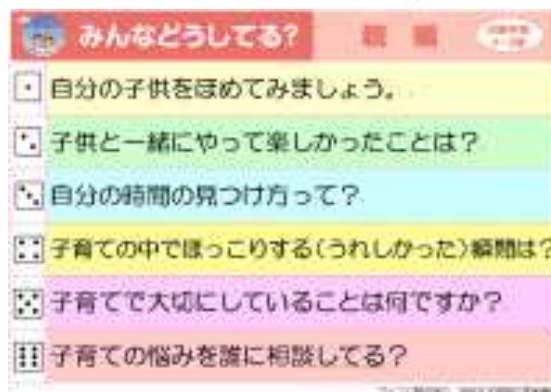 みんなどうしてる?
自分の子供をほめてみましょう。
子供と一緒にやって楽しかったことは?
自分の時間の見つけ方って?
子育ての中でほっこりする(うれしかった)瞬間は?
子育てで大切にしていることは何ですか?
子育ての悩みを誰に相談してる?